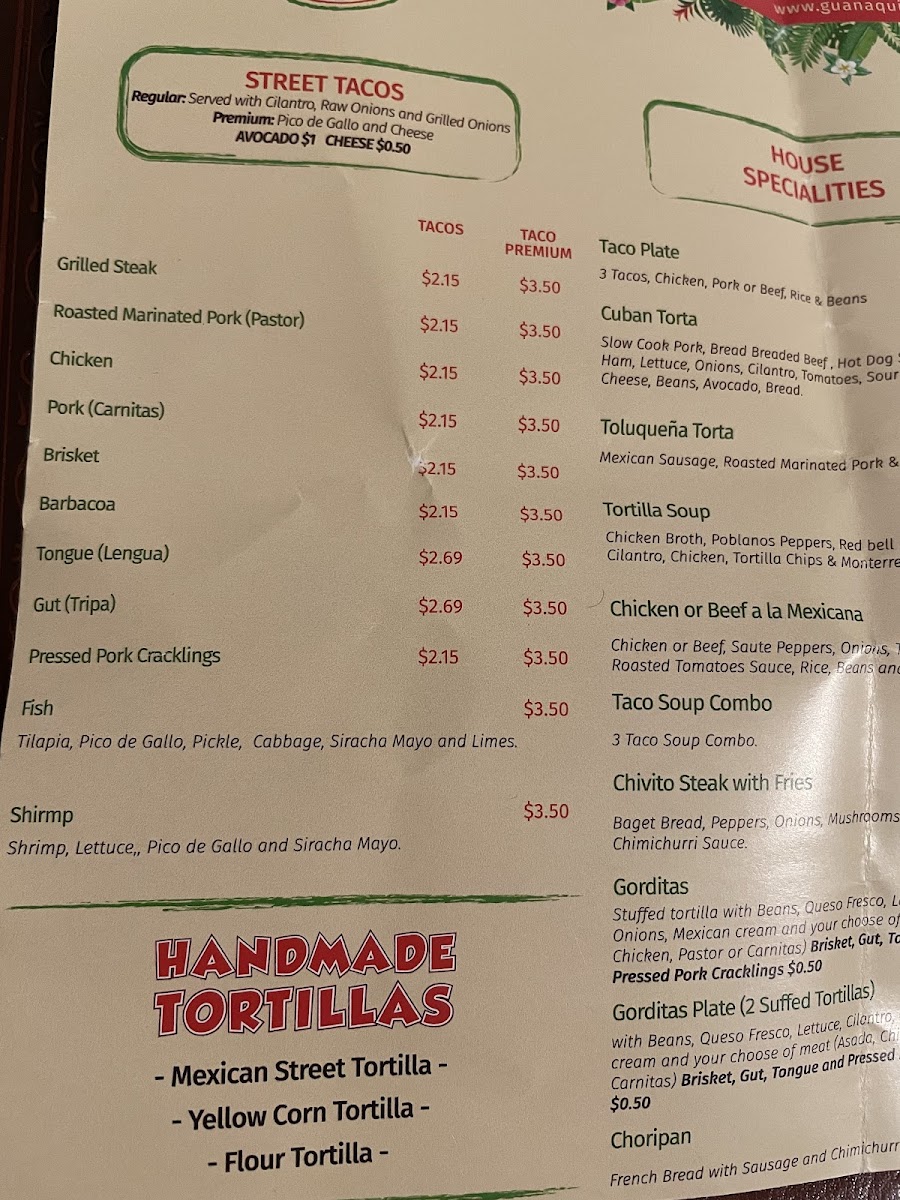 www.guanaqui
STREET TACOS
Regular: Served with Cilantro, Raw Onions and Grilled Onions
Premium: Pico de Gallo and Cheese
AVOCADO $1 CHEESE $0.50
TACOS
TACO PREMIUM
Grilled Steak $2.15 $3.50
Roasted Marinated Pork (Pastor) $2.15 $3.50
Chicken $2.15 $3.50
Pork (Carnitas) $2.15 $3.50
Brisket $2.15 $3.50
Barbacoa $2.15 $3.50
Tongue (Lengua) $2.69 $3.50
Gut (Tripa) $2.69 $3.50
Pressed Pork Cracklings $2.15 $3.50
Fish $3.50
Tilapia, Pico de Gallo, Pickle, Cabbage, Siracha Mayo and Limes.
Shirmp $3.50
Shrimp, Lettuce,, Pico de Gallo and Siracha Mayo.
HANDMADE
TORTILLAS
- Mexican Street Tortilla -
- Yellow Corn Tortilla -
- Flour Tortilla -
HOUSE
SPECIALITIES
Taco Plate
3 Tacos, Chicken, Pork or Beef, Rice & Beans
Cuban Torta
Slow Cook Pork, Bread Breaded Beef , Hot Dog
Ham, Lettuce, Onions, Cilantro, Tomatoes, Sour
Cheese, Beans, Avocado, Bread.
Toluqueña Torta
Mexican Sausage, Roasted Marinated Pork &
Tortilla Soup
Chicken Broth, Poblanos Peppers, Red bell
Cilantro, Chicken, Tortilla Chips & Monterre
Chicken or Beef a la Mexicana
Chicken or Beef, Saute Peppers, Onions,
Roasted Tomatoes Sauce, Rice, Beans and
Taco Soup Combo
3 Taco Soup Combo.
Chivito Steak with Fries
Baget Bread, Peppers, Onions, Mushrooms
Chimichurri Sauce.
Gorditas
Stuffed tortilla with Beans, Queso Fresco,
Onions, Mexican cream and your choose of
Chicken, Pastor or Carnitas) Brisket, Gut,
Pressed Pork Cracklings $0.50
Gorditas Plate (2 Suffed Tortillas)
with Beans, Queso Fresco, Lettuce, Cilantro,
cream and your choose of meat (Asada,
Carnitas) Brisket, Gut, Tongue and Pressed
$0.50
Choripan
French Bread with Sausage and Chimichurr